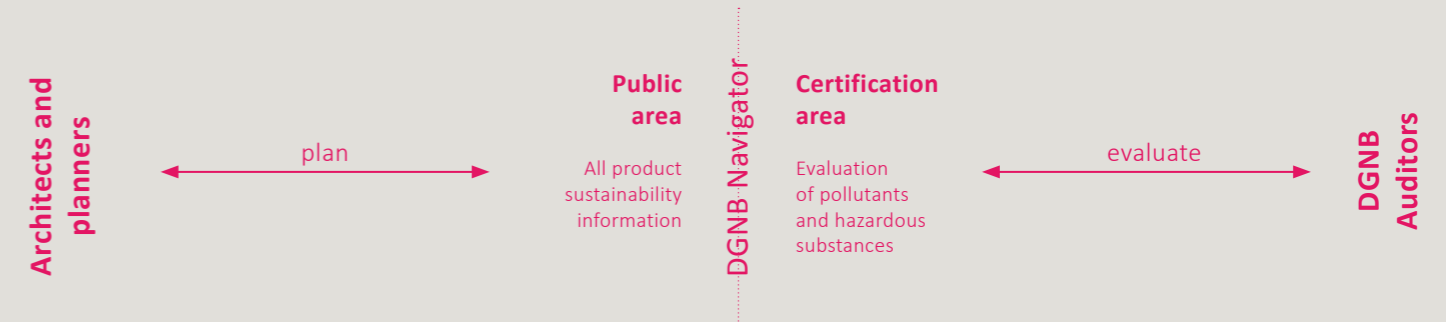 Architects and
planners
plan
Public
area
All product
sustainability
information
DGNB Navigator
Certification
area
Evaluation
of pollutants
and hazardous
substances
evaluate
DGNB
Auditors